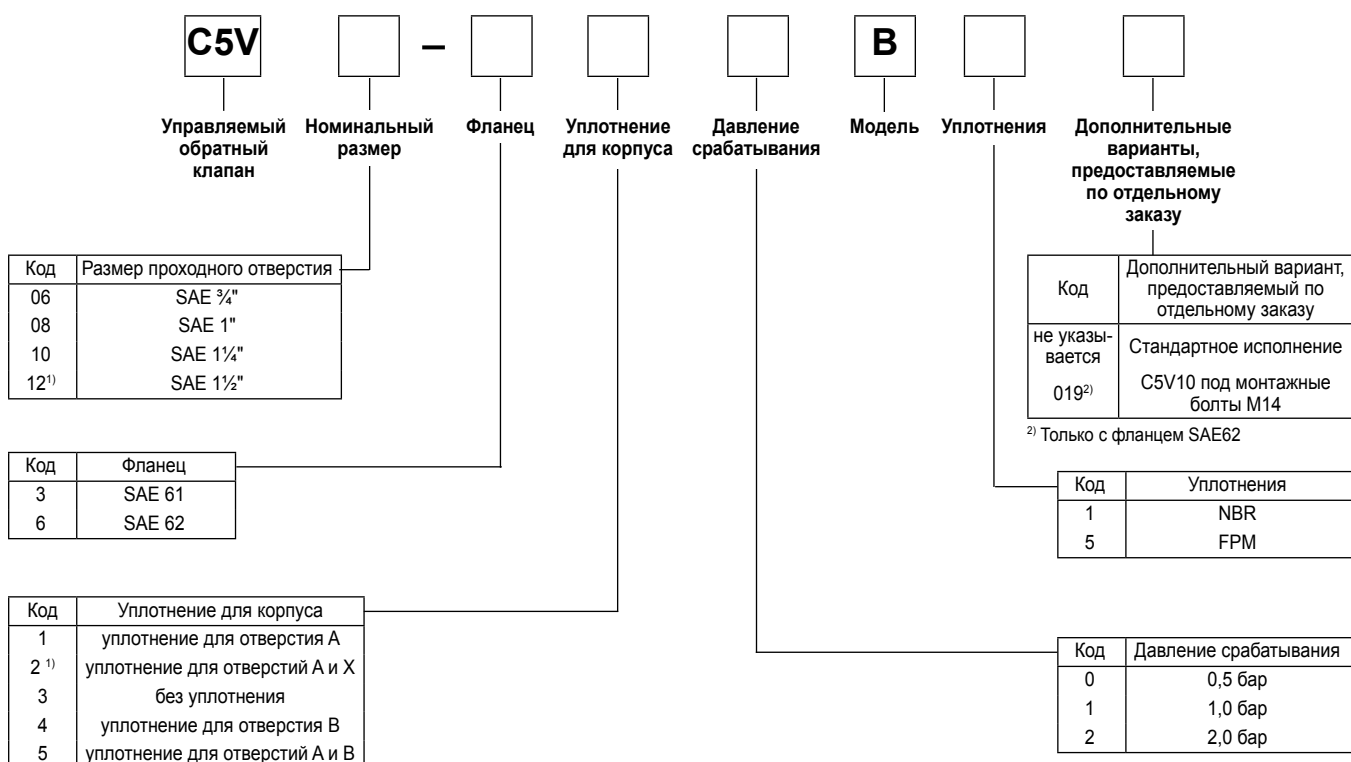 C5V – B
Управляемый обратный клапан
Номинальный размер
Фланец
Уплотнение для корпуса
Давление срабатывания
Модель
Уплотнения
Дополнительные варианты, предоставляемые по отдельному заказу
Код Размер проходного отверстия
06 SAE ¾"
08 SAE 1"
10 SAE 1¼"
12¹⁾ SAE 1½"
Код Дополнительный вариант, предоставляемый по отдельному заказу
не указы-
вается Стандартное исполнение
019²⁾ C5V10 под монтажные болты М14
²⁾ Только с фланцем SAE62
Код Фланец
3 SAE 61
6 SAE 62
Код Уплотнения
1 NBR
5 FPM
Код Уплотнение для корпуса
1 уплотнение для отверстия А
2 ¹⁾ уплотнение для отверстий А и Х
3 без уплотнения
4 уплотнение для отверстия В
5 уплотнение для отверстий А и В
Код Давление срабатывания
0 0,5 бар
1 1,0 бар
2 2,0 бар